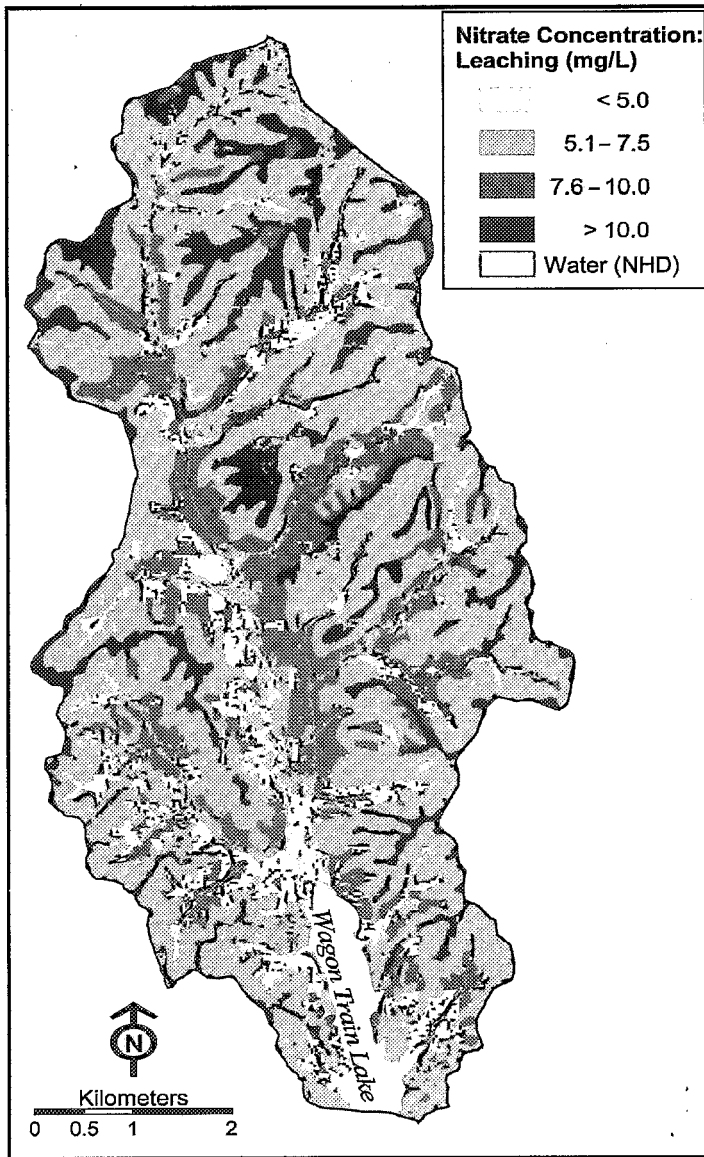 Nitrate Concentration:
Leaching (mg/L)
< 5.0
5.1 – 7.5
7.6 – 10.0
> 10.0
Water (NHD)
Wagon Train Lake
N
Kilometers
0 0.5 1 2